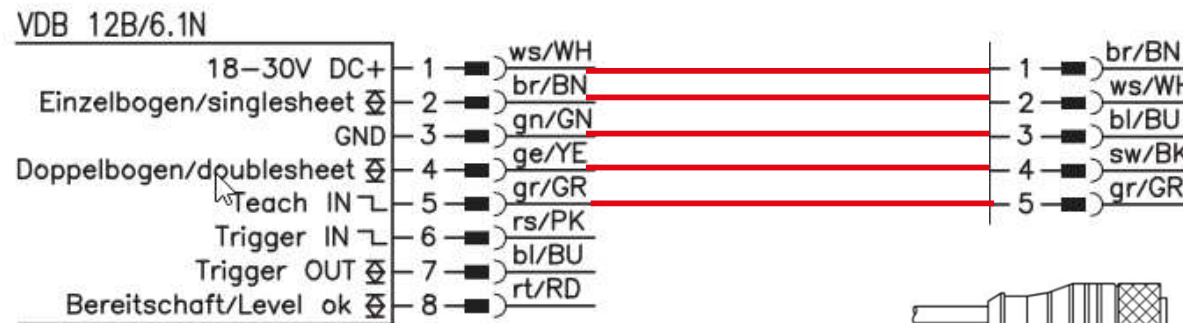 VDB 12B/6.1N
18-30V DC+ 1 ws/WH 1 br/BN
Einzelbogen/singlesheet 2 br/BN 2 ws/WH
GND 3 gn/GN 3 bl/BU
Doppelbogen/doublesheet 4 ge/YE 4 sw/BK
Teach IN 5 gr/GR 5 gr/GR
Trigger IN 6 rs/PK
Trigger OUT 7 bl/BU
Bereitschaft/Level ok 8 rt/RD